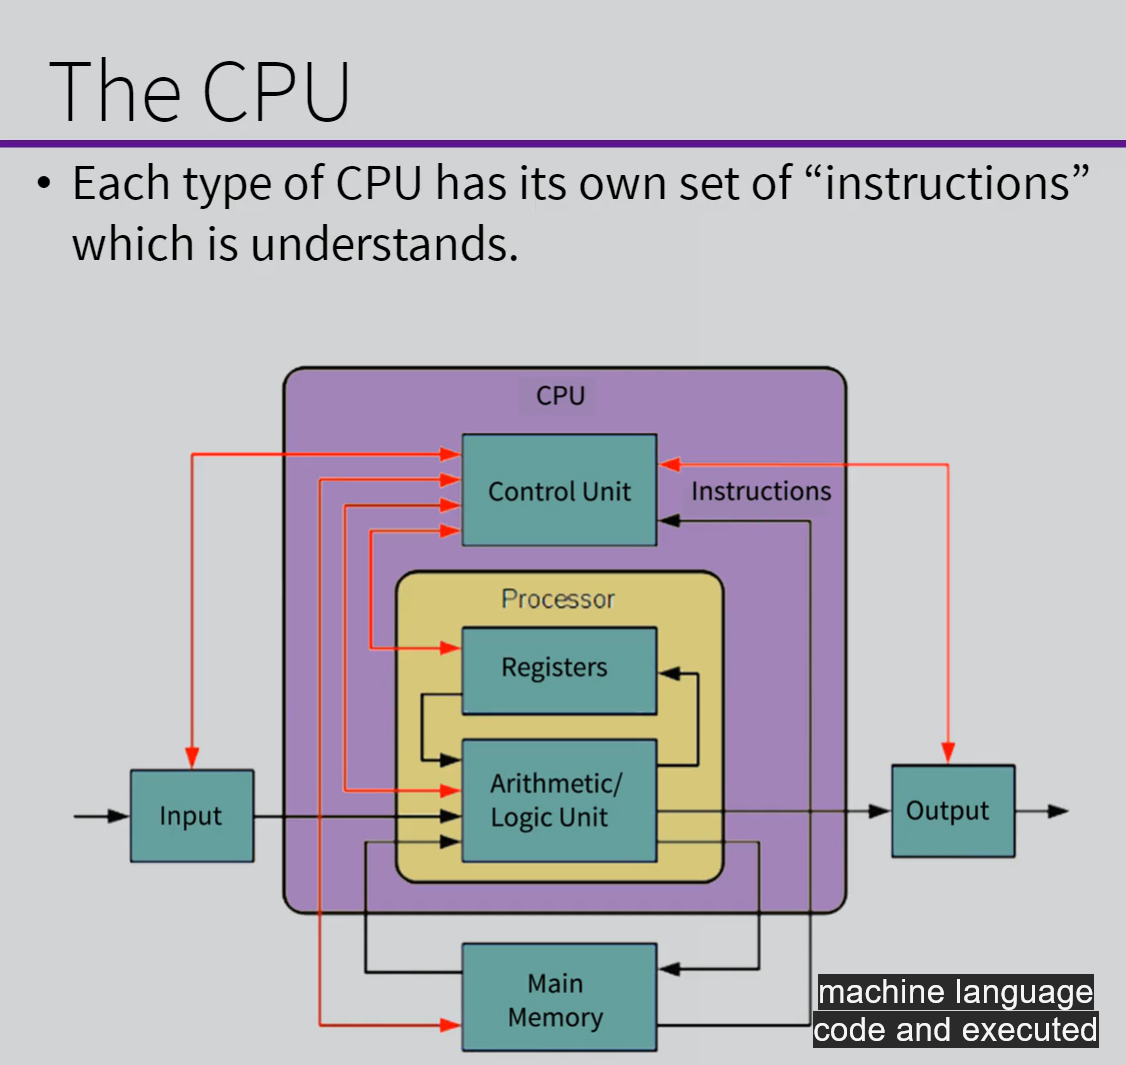 The CPU
• Each type of CPU has its own set of “instructions”
which is understands.
CPU
Control Unit
Instructions
Processor
Registers
Arithmetic/
Logic Unit
Input
Output
Main
Memory
machine language
code and executed